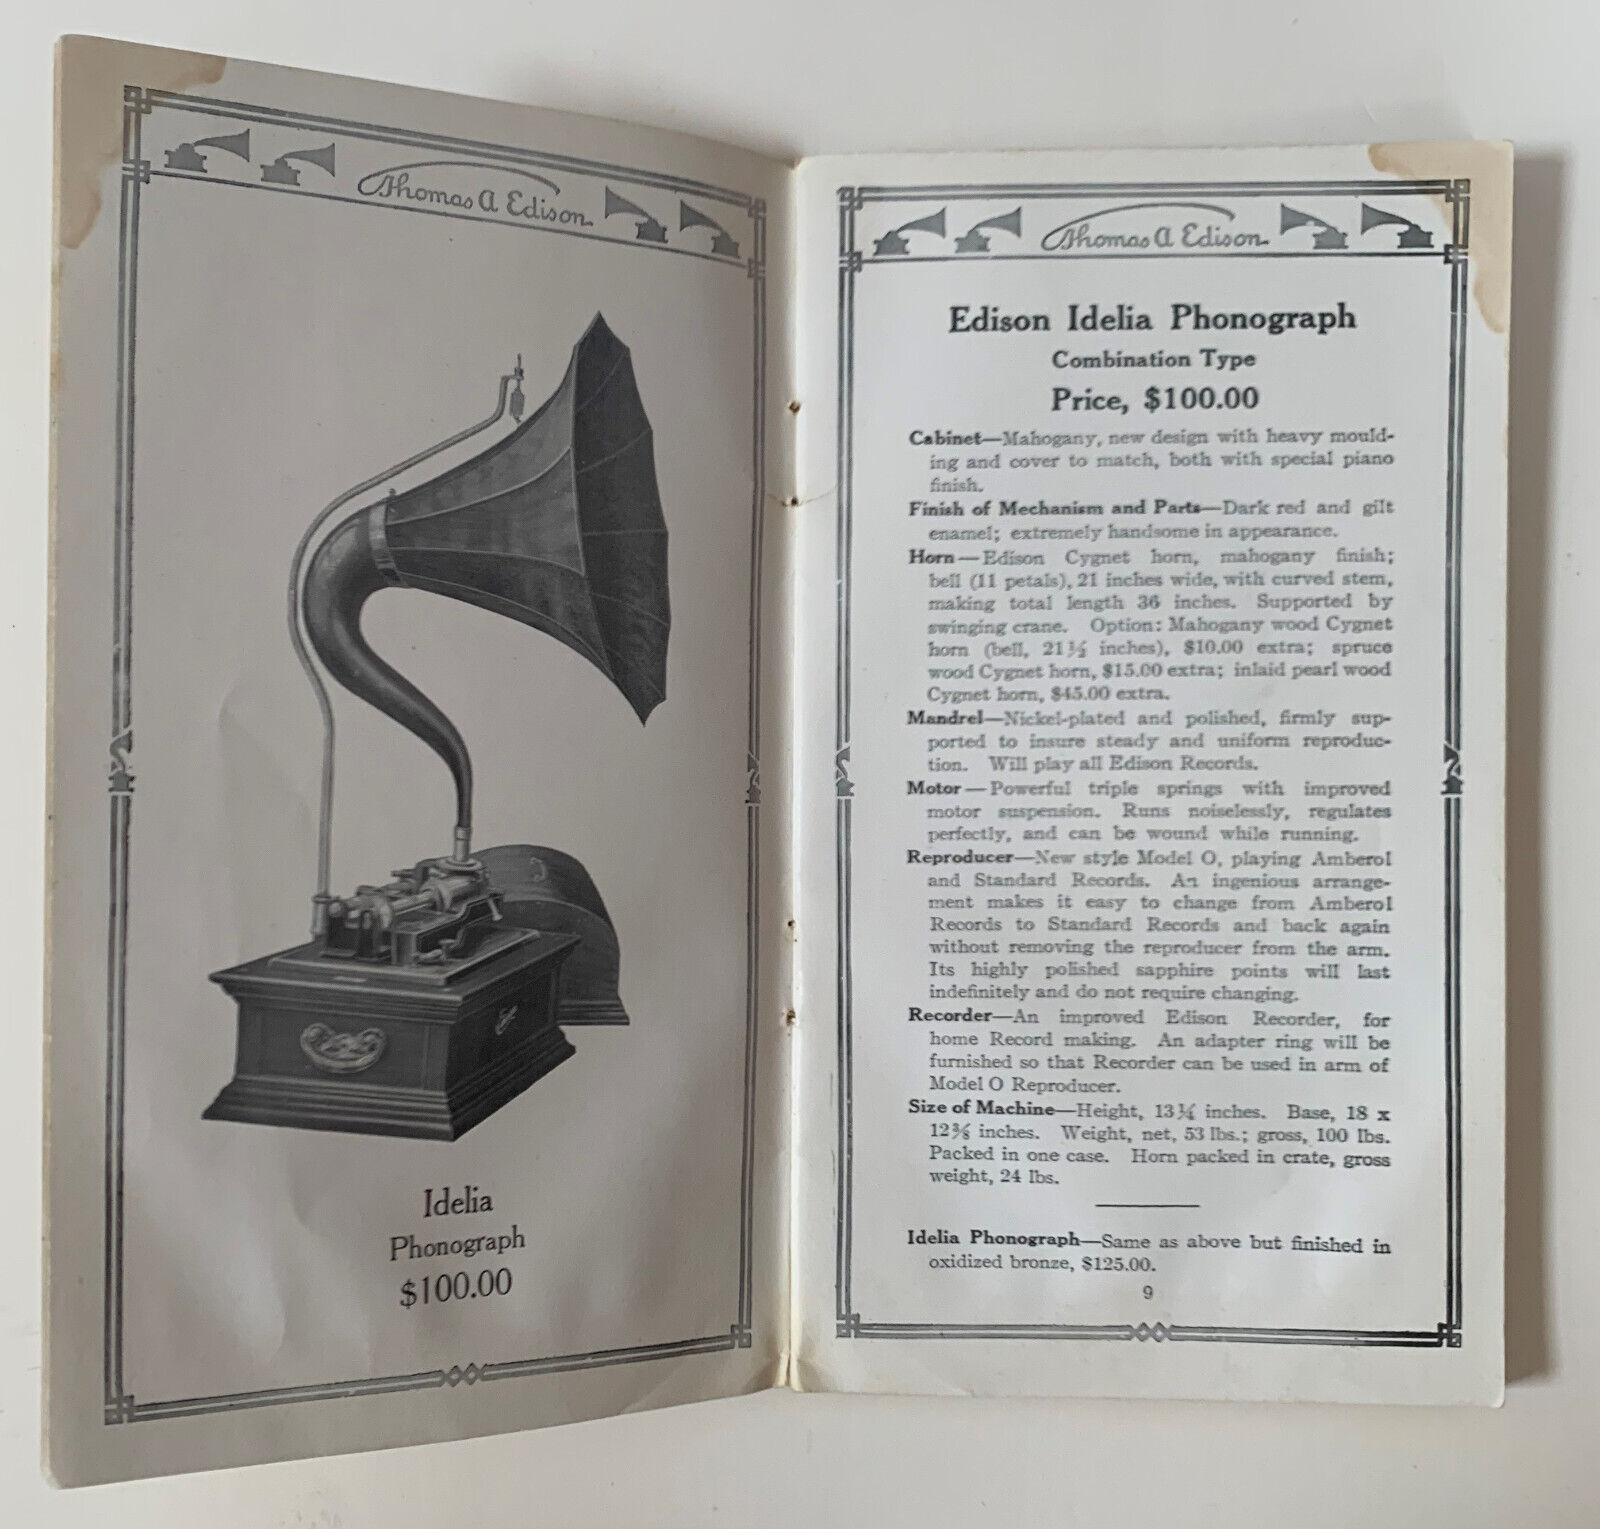 Thomas A Edison
Idelia
Phonograph
$100.00
Thomas A Edison
Edison Idelia Phonograph
Combination Type
Price, $100.00
Cabinet—Mahogany, new design with heavy mould-
ing and cover to match, both with special piano
finish.
Finish of Mechanism and Parts—Dark red and gilt
enamel; extremely handsome in appearance.
Horn—Edison Cygnet horn, mahogany finish;
bell (11 petals), 21 inches wide, with curved stem,
making total length 36 inches. Supported by
swinging crane. Option: Mahogany wood Cygnet
horn (bell, 21½ inches), $10.00 extra; spruce
wood Cygnet horn, $15.00 extra; inlaid pearl wood
Cygnet horn, $45.00 extra.
Mandrel—Nickel-plated and polished, firmly sup-
ported to insure steady and uniform reproduc-
tion. Will play all Edison Records.
Motor—Powerful triple springs with improved
motor suspension. Runs noiselessly, regulates
perfectly, and can be wound while running.
Reproducer—New style Model O, playing Amberol
and Standard Records. An ingenious arrange-
ment makes it easy to change from Amberol
Records to Standard Records and back again
without removing the reproducer from the arm.
Its highly polished sapphire points will last
indefinitely and do not require changing.
Recorder—An improved Edison Recorder, for
home Record making. An adapter ring will be
furnished so that Recorder can be used in arm of
Model O Reproducer.
Size of Machine—Height, 13¼ inches. Base, 18 x
12⅜ inches. Weight, net, 53 lbs.; gross, 100 lbs.
Packed in one case. Horn packed in crate, gross
weight, 24 lbs.
Idelia Phonograph—Same as above but finished in
oxidized bronze, $125.00.
9